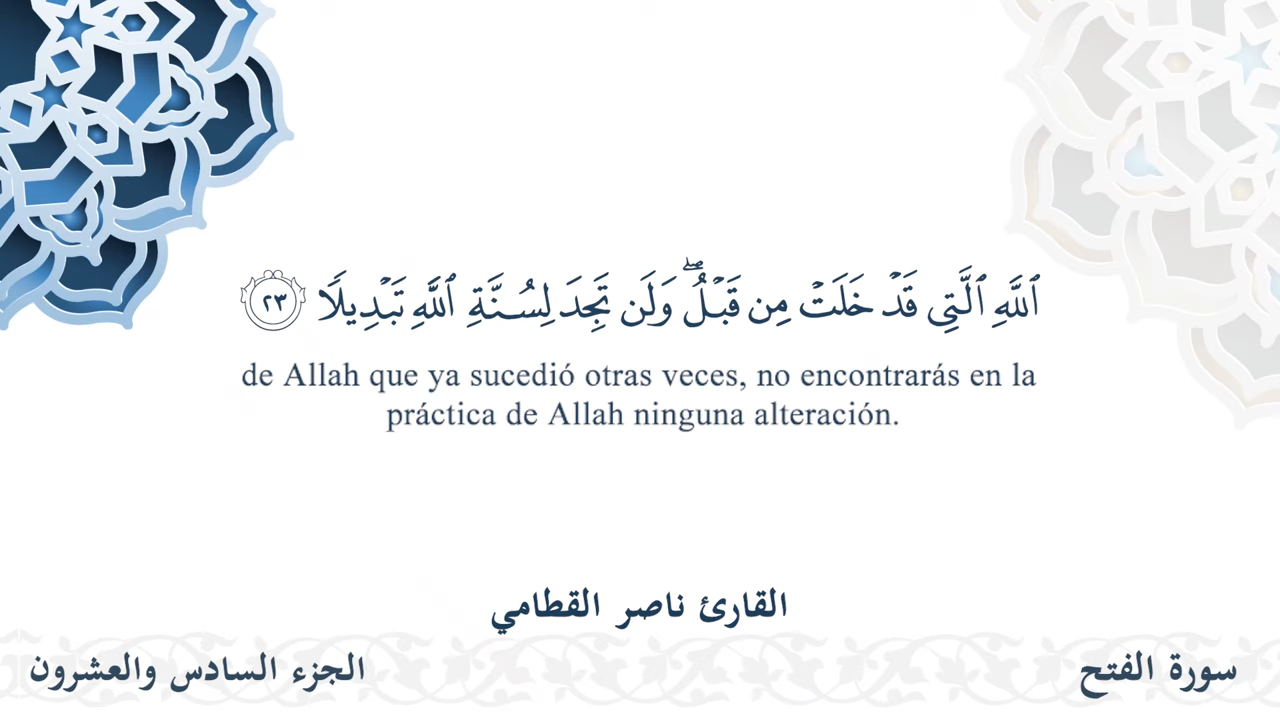 ٱللَّهِ ٱلَّتِي قَدۡ خَلَتۡ مِن قَبۡلُۖ وَلَن تَجِدَ لِسُنَّةِ ٱللَّهِ تَبۡدِيلٗا ٢٣
de Allah que ya sucedió otras veces, no encontrarás en la
práctica de Allah ninguna alteración.
القارئ ناصر القطامي
سورة الفتح
الجزء السادس والعشرون